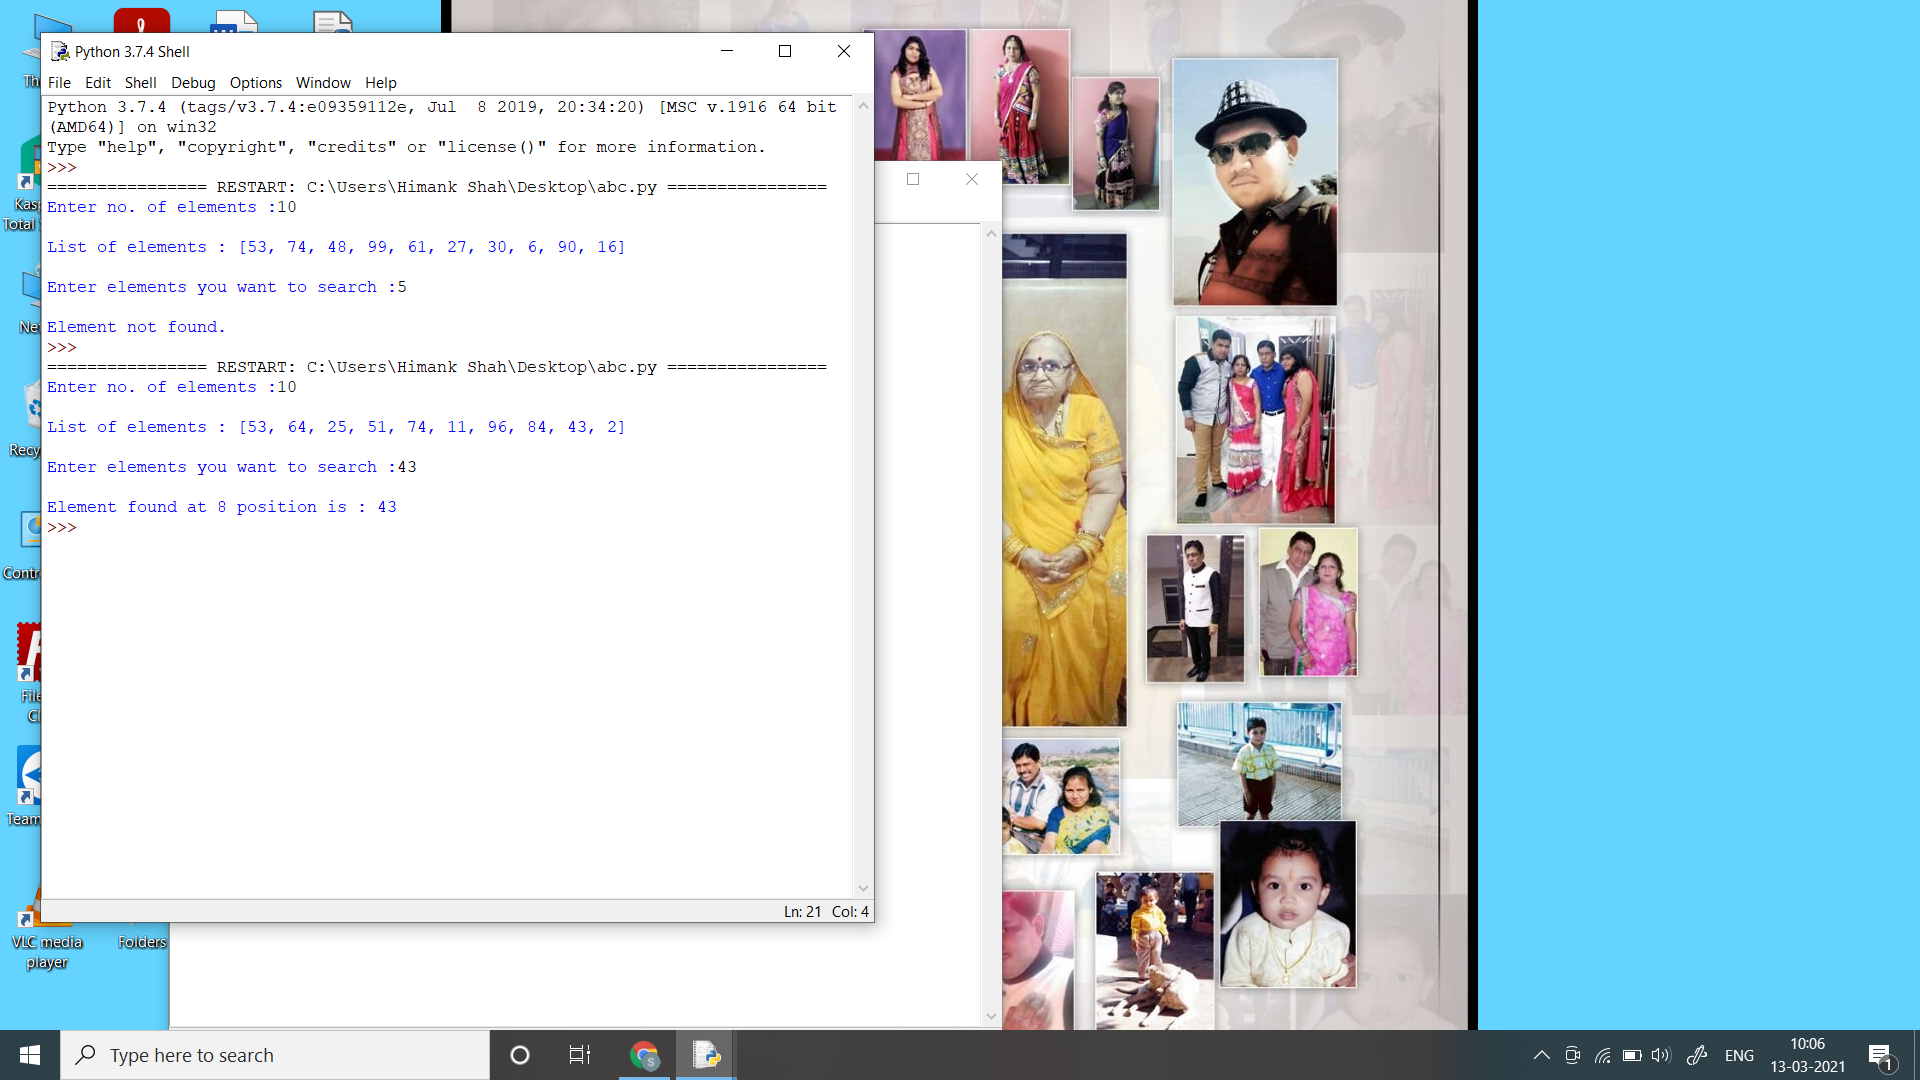 Python 3.7.4 Shell
File Edit Shell Debug Options Window Help
Python 3.7.4 (tags/v3.7.4:e09359112e, Jul  8 2019, 20:34:20) [MSC v.1916 64 bit
(AMD64)] on win32
Type "help", "copyright", "credits" or "license()" for more information.
>>>
================ RESTART: C:\Users\Himank Shah\Desktop\abc.py ================
Enter no. of elements :10
List of elements : [53, 74, 48, 99, 61, 27, 30, 6, 90, 16]
Enter elements you want to search :5
Element not found.
>>>
================ RESTART: C:\Users\Himank Shah\Desktop\abc.py ================
Enter no. of elements :10
List of elements : [53, 64, 25, 51, 74, 11, 96, 84, 43, 2]
Enter elements you want to search :43
Element found at 8 position is : 43
>>>
Ln: 21 Col: 4
VLC media
player
Folders
Type here to search
ENG
10:06
13-03-2021
1